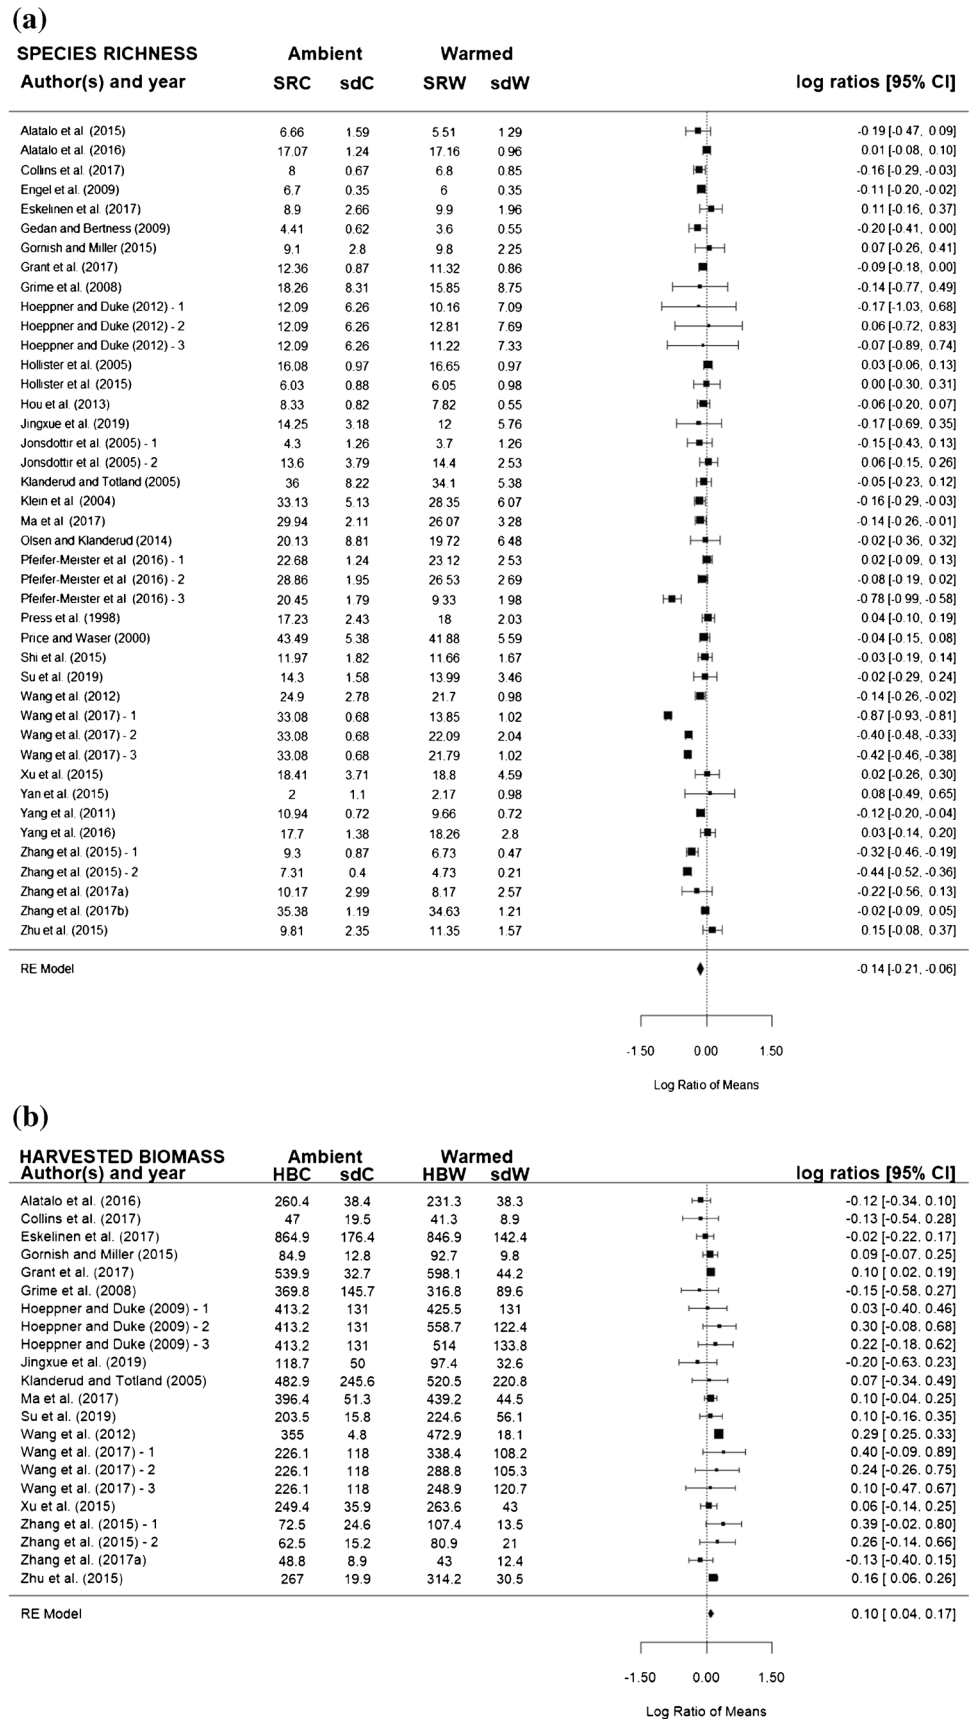 (a)
SPECIES RICHNESS Ambient Warmed
Author(s) and year SRC sdC SRW sdW log ratios [95% CI]
Alatalo et al. (2015) 6.66 1.59 5.51 1.29 -0.19 [-0.47, 0.09]
Alatalo et al. (2016) 17.07 1.24 17.16 0.96 0.01 [-0.08, 0.10]
Collins et al. (2017) 8 0.67 6.8 0.85 -0.16 [-0.29, -0.03]
Engel et al. (2009) 6.7 0.35 6 0.35 -0.11 [-0.20, -0.02]
Eskelinen et al. (2017) 8.9 2.66 9.9 1.96 0.11 [-0.16, 0.37]
Gedan and Bertness (2009) 4.41 0.62 3.6 0.55 -0.20 [-0.41, 0.00]
Gornish and Miller (2015) 9.1 2.8 9.8 2.25 0.07 [-0.26, 0.41]
Grant et al. (2017) 12.36 0.87 11.32 0.86 -0.09 [-0.18, 0.00]
Grime et al. (2008) 18.26 8.31 15.85 8.75 -0.14 [-0.77, 0.49]
Hoeppner and Duke (2012) - 1 12.09 6.26 10.16 7.09 -0.17 [-1.03, 0.68]
Hoeppner and Duke (2012) - 2 12.09 6.26 12.81 7.69 0.06 [-0.72, 0.83]
Hoeppner and Duke (2012) - 3 12.09 6.26 11.22 7.33 -0.07 [-0.89, 0.74]
Hollister et al. (2005) 16.08 0.97 16.65 0.97 0.03 [-0.06, 0.13]
Hollister et al. (2015) 6.03 0.88 6.05 0.98 0.00 [-0.30, 0.31]
Hou et al. (2013) 8.33 0.82 7.82 0.55 -0.06 [-0.20, 0.07]
Jingxue et al. (2019) 14.25 3.18 12 5.76 -0.17 [-0.69, 0.35]
Jonsdottir et al. (2005) - 1 4.3 1.26 3.7 1.26 -0.15 [-0.43, 0.13]
Jonsdottir et al. (2005) - 2 13.6 3.79 14.4 2.53 0.06 [-0.15, 0.26]
Klanderud and Totland (2005) 36 8.22 34.1 5.38 -0.05 [-0.23, 0.12]
Klein et al. (2004) 33.13 5.13 28.35 6.07 -0.16 [-0.29, -0.03]
Ma et al. (2017) 29.94 2.11 26.07 3.28 -0.14 [-0.26, -0.01]
Olsen and Klanderud (2014) 20.13 8.81 19.72 6.48 -0.02 [-0.36, 0.32]
Pfeifer-Meister et al. (2016) - 1 22.68 1.24 23.12 2.53 0.02 [-0.09, 0.13]
Pfeifer-Meister et al. (2016) - 2 28.86 1.95 26.53 2.69 -0.08 [-0.19, 0.02]
Pfeifer-Meister et al. (2016) - 3 20.45 1.79 9.33 1.98 -0.78 [-0.99, -0.58]
Press et al. (1998) 17.23 2.43 18 2.03 0.04 [-0.10, 0.19]
Price and Waser (2000) 43.49 5.38 41.88 5.59 -0.04 [-0.15, 0.08]
Shi et al. (2015) 11.97 1.82 11.66 1.67 -0.03 [-0.19, 0.14]
Su et al. (2019) 14.3 1.58 13.99 3.46 -0.02 [-0.29, 0.24]
Wang et al. (2012) 24.9 2.78 21.7 0.98 -0.14 [-0.26, -0.02]
Wang et al. (2017) - 1 33.08 0.68 13.85 1.02 -0.87 [-0.93, -0.81]
Wang et al. (2017) - 2 33.08 0.68 22.09 2.04 -0.40 [-0.48, -0.33]
Wang et al. (2017) - 3 33.08 0.68 21.79 1.02 -0.42 [-0.46, -0.38]
Xu et al. (2015) 18.41 3.71 18.8 4.59 0.02 [-0.26, 0.30]
Yan et al. (2015) 2 1.1 2.17 0.98 0.08 [-0.49, 0.65]
Yang et al. (2011) 10.94 0.72 9.66 0.72 -0.12 [-0.20, -0.04]
Yang et al. (2016) 17.7 1.38 18.26 2.8 0.03 [-0.14, 0.20]
Zhang et al. (2015) - 1 9.3 0.87 6.73 0.47 -0.32 [-0.46, -0.19]
Zhang et al. (2015) - 2 7.31 0.4 4.73 0.21 -0.44 [-0.52, -0.36]
Zhang et al. (2017a) 10.17 2.99 8.17 2.57 -0.22 [-0.56, 0.13]
Zhang et al. (2017b) 35.38 1.19 34.63 1.21 -0.02 [-0.09, 0.05]
Zhu et al. (2015) 9.81 2.35 11.35 1.57 0.15 [-0.08, 0.37]
RE Model -0.14 [-0.21, -0.06]
-1.50 0.00 1.50
Log Ratio of Means
(b)
HARVESTED BIOMASS Ambient Warmed
Author(s) and year HBC sdC HBW sdW log ratios [95% CI]
Alatalo et al. (2016) 260.4 38.4 231.3 38.3 -0.12 [-0.34, 0.10]
Collins et al. (2017) 47 19.5 41.3 8.9 -0.13 [-0.54, 0.28]
Eskelinen et al. (2017) 864.9 176.4 846.9 142.4 -0.02 [-0.22, 0.17]
Gornish and Miller (2015) 84.9 12.8 92.7 9.8 0.09 [-0.07, 0.25]
Grant et al. (2017) 539.9 32.7 598.1 44.2 0.10 [ 0.02, 0.19]
Grime et al. (2008) 369.8 145.7 316.8 89.6 -0.15 [-0.58, 0.27]
Hoeppner and Duke (2009) - 1 413.2 131 425.5 131 0.03 [-0.40, 0.46]
Hoeppner and Duke (2009) - 2 413.2 131 558.7 122.4 0.30 [-0.08, 0.68]
Hoeppner and Duke (2009) - 3 413.2 131 514 133.8 0.22 [-0.18, 0.62]
Jingxue et al. (2019) 118.7 50 97.4 32.6 -0.20 [-0.63, 0.23]
Klanderud and Totland (2005) 482.9 245.6 520.5 220.8 0.07 [-0.34, 0.49]
Ma et al. (2017) 396.4 51.3 439.2 44.5 0.10 [-0.04, 0.25]
Su et al. (2019) 203.5 15.8 224.6 56.1 0.10 [-0.16, 0.35]
Wang et al. (2012) 355 4.8 472.9 18.1 0.29 [ 0.25, 0.33]
Wang et al. (2017) - 1 226.1 118 338.4 108.2 0.40 [-0.09, 0.89]
Wang et al. (2017) - 2 226.1 118 288.8 105.3 0.24 [-0.26, 0.75]
Wang et al. (2017) - 3 226.1 118 248.9 120.7 0.10 [-0.47, 0.67]
Xu et al. (2015) 249.4 35.9 263.6 43 0.06 [-0.14, 0.25]
Zhang et al. (2015) - 1 72.5 24.6 107.4 13.5 0.39 [-0.02, 0.80]
Zhang et al. (2015) - 2 62.5 15.2 80.9 21 0.26 [-0.14, 0.66]
Zhang et al. (2017a) 48.8 8.9 43 12.4 -0.13 [-0.40, 0.15]
Zhu et al. (2015) 267 19.9 314.2 30.5 0.16 [ 0.06, 0.26]
RE Model 0.10 [ 0.04, 0.17]
-1.50 0.00 1.50
Log Ratio of Means